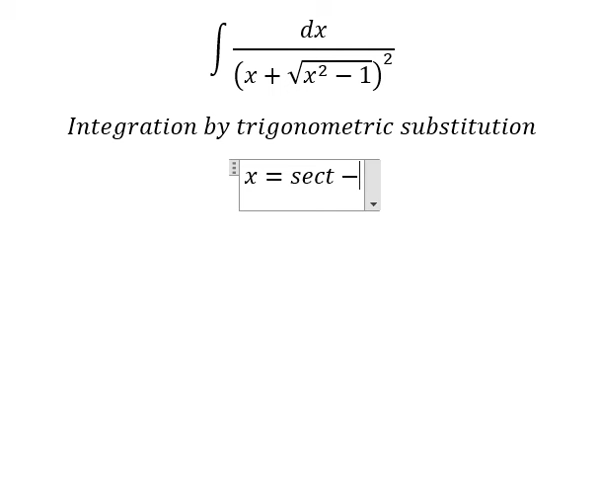 ∫ dx / (x + √(x² − 1))²
Integration by trigonometric substitution
x = sect −